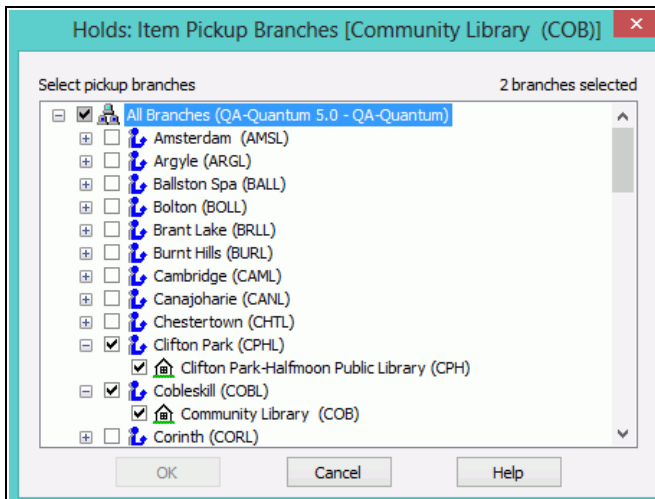 Holds: Item Pickup Branches [Community Library (COB)]
Select pickup branches 2 branches selected
All Branches (QA-Quantum 5.0 - QA-Quantum)
Amsterdam (AMSL)
Argyle (ARGL)
Ballston Spa (BALL)
Bolton (BOLL)
Brant Lake (BRLL)
Burnt Hills (BURL)
Cambridge (CAML)
Canajoharie (CANL)
Chestertown (CHTL)
Clifton Park (CPHL)
Clifton Park-Halfmoon Public Library (CPH)
Cobleskill (COBL)
Community Library (COB)
Corinth (CORL)
OK Cancel Help